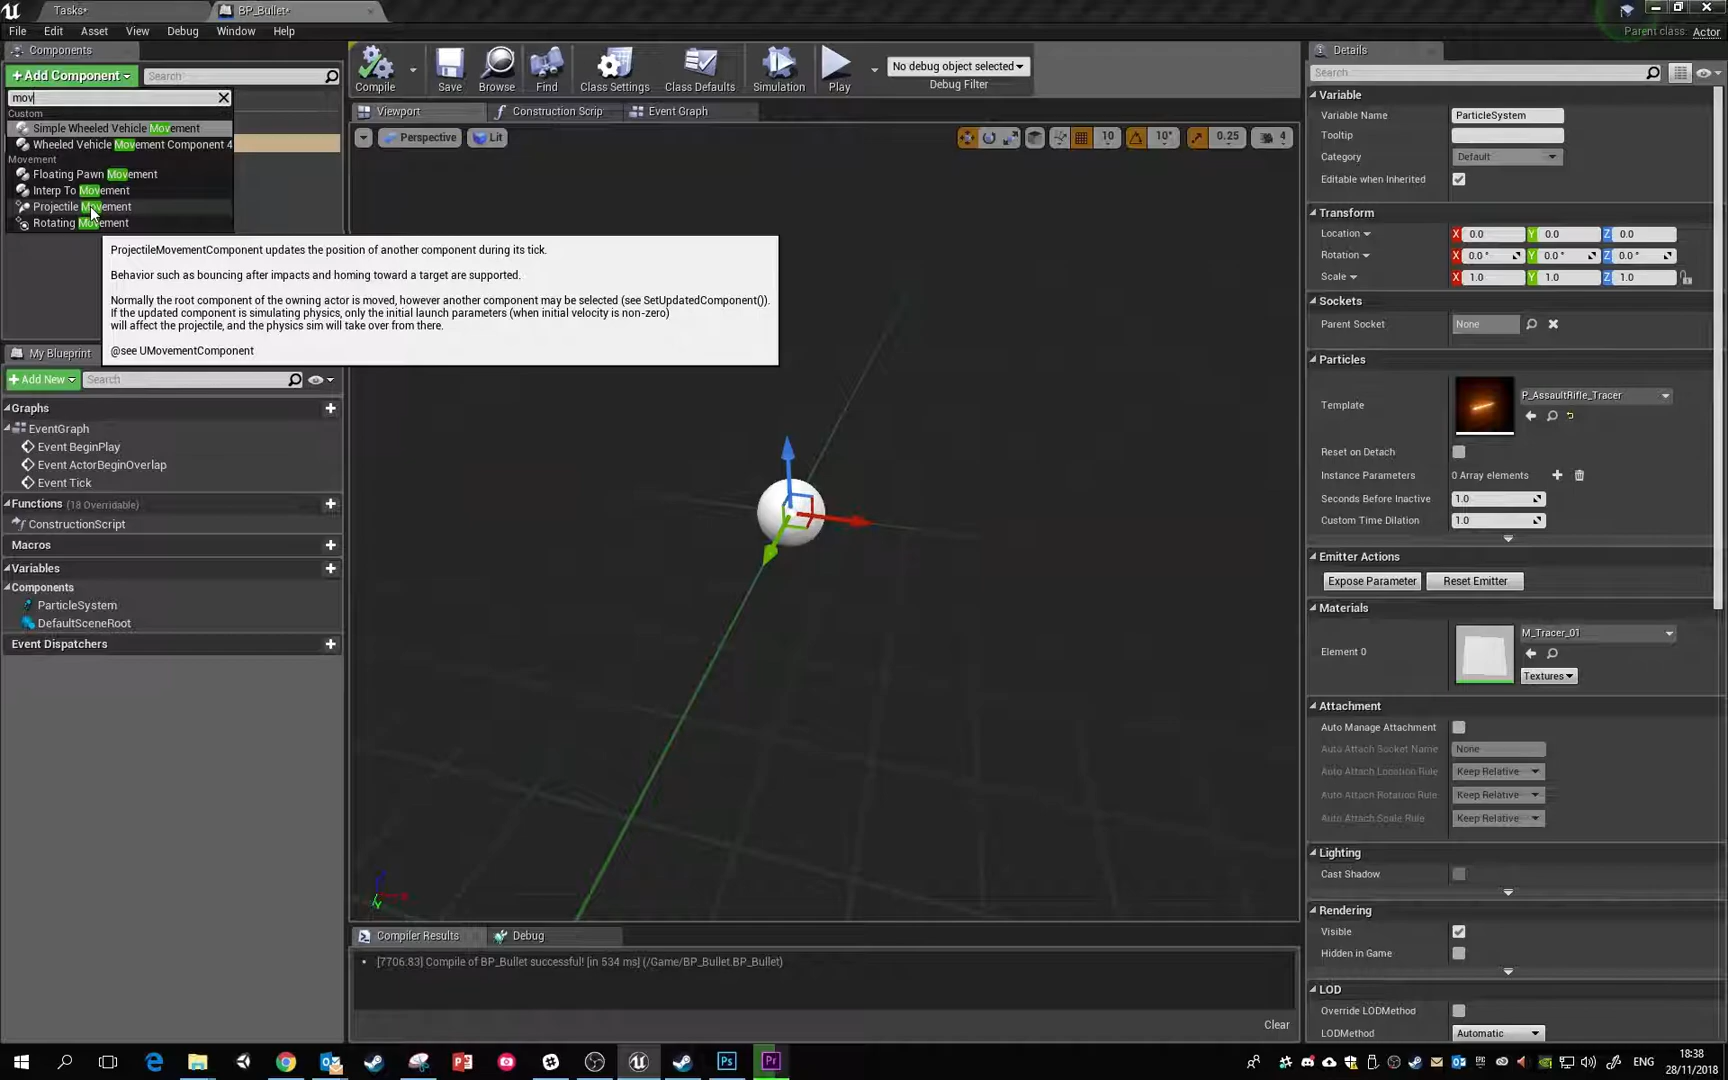 Tasks*
BP_Bullet*
File Edit Asset View Debug Window Help
Parent class: Actor
Components
+Add Component
Search
mov
Custom
Simple Wheeled Vehicle Movement
Wheeled Vehicle Movement Component 4
Movement
Floating Pawn Movement
Interp To Movement
Projectile Movement
Rotating Movement
ProjectileMovementComponent updates the position of another component during its tick.
Behavior such as bouncing after impacts and homing toward a target are supported.
Normally the root component of the owning actor is moved, however another component may be selected (see SetUpdatedComponent()).
If the updated component is simulating physics, only the initial launch parameters (when initial velocity is non-zero)
will affect the projectile, and the physics sim will take over from there.
@see UMovementComponent
My Blueprint
+Add New
Search
Graphs
EventGraph
Event BeginPlay
Event ActorBeginOverlap
Event Tick
Functions (18 Overridable)
ConstructionScript
Macros
Variables
Components
ParticleSystem
DefaultSceneRoot
Event Dispatchers
Compile
Save
Browse
Find
Class Settings
Class Defaults
Simulation
Play
No debug object selected
Debug Filter
Viewport
Construction Scrip
Event Graph
Perspective
Lit
10
10°
0.25
4
Compiler Results
Debug
[7706.83] Compile of BP_Bullet successful! [in 534 ms] (/Game/BP_Bullet.BP_Bullet)
Clear
Details
Search
Variable
Variable Name ParticleSystem
Tooltip
Category Default
Editable when Inherited
Transform
Location X 0.0 Y 0.0 Z 0.0
Rotation X 0.0 ° Y 0.0 ° Z 0.0 °
Scale X 1.0 Y 1.0 Z 1.0
Sockets
Parent Socket None
Particles
Template P_AssaultRifle_Tracer
Reset on Detach
Instance Parameters 0 Array elements
Seconds Before Inactive 1.0
Custom Time Dilation 1.0
Emitter Actions
Expose Parameter Reset Emitter
Materials
Element 0 M_Tracer_01
Textures
Attachment
Auto Manage Attachment
Auto Attach Socket Name None
Auto Attach Location Rule Keep Relative
Auto Attach Rotation Rule Keep Relative
Auto Attach Scale Rule Keep Relative
Lighting
Cast Shadow
Rendering
Visible
Hidden in Game
LOD
Override LODMethod
LODMethod Automatic
Ps
Pr
ENG
18:38
28/11/2018